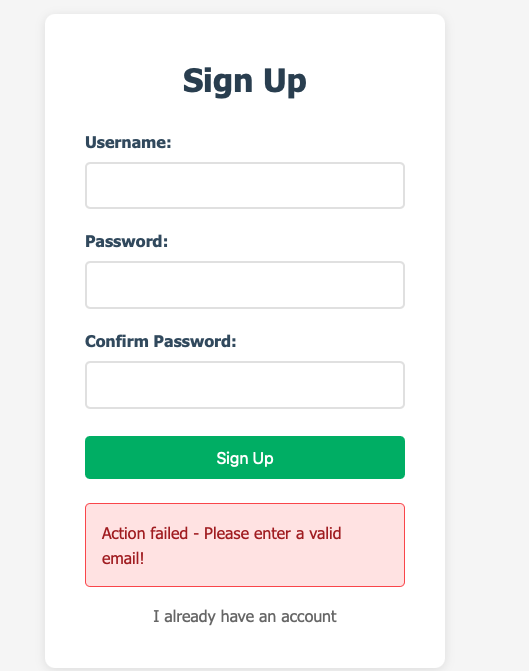 Sign Up
Username:
Password:
Confirm Password:
Sign Up
Action failed - Please enter a valid
email!
I already have an account